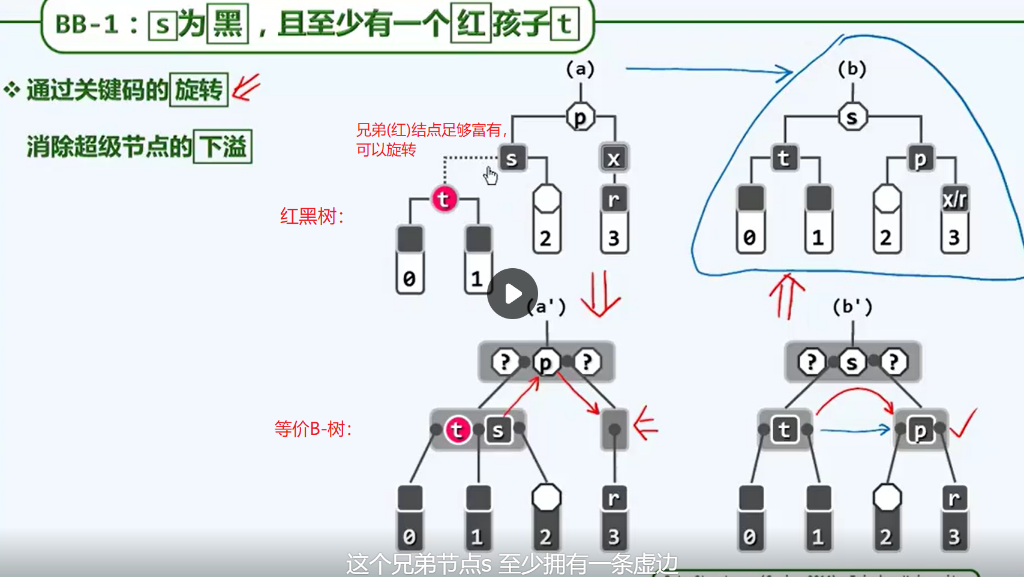 BB-1：s为黑，且至少有一个红孩子t
通过关键码的旋转
消除超级节点的下溢
兄弟(红)结点足够富有，
可以旋转
红黑树：
(a)
p
s
x
t
r
2
3
0
1
(b)
s
t
p
x/r
0
1
2
3
(a')
? p ?
等价B-树：
t s
r
0
1
2
3
(b')
? s ?
t
p
r
0
1
2
3
这个兄弟节点s 至少拥有一条虚边